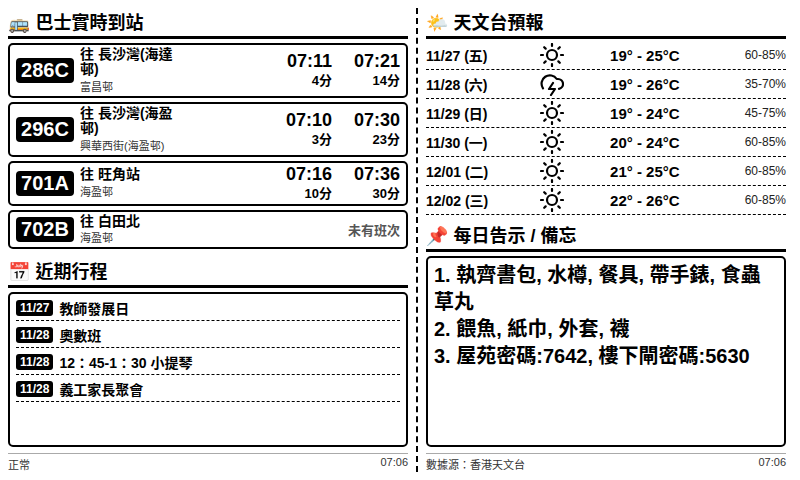 巴士實時到站
286C
往 長沙灣(海達
邨)
富昌邨
07:11 07:21
4分 14分
296C
往 長沙灣(海盈
邨)
興華西街(海盈邨)
07:10 07:30
3分 23分
701A
往 旺角站
海盈邨
07:16 07:36
10分 30分
702B
往 白田北
海盈邨
未有班次
近期行程
11/27 教師發展日
11/28 奧數班
11/28 12：45-1：30 小提琴
11/28 義工家長聚會
正常 07:06
天文台預報
11/27 (五) 19° - 25°C 60-85%
11/28 (六) 19° - 26°C 35-70%
11/29 (日) 19° - 24°C 45-75%
11/30 (一) 20° - 24°C 60-85%
12/01 (二) 21° - 25°C 60-85%
12/02 (三) 22° - 26°C 60-85%
每日告示 / 備忘
1. 執齊書包, 水樽, 餐具, 帶手錶, 食蟲
草丸
2. 餵魚, 紙巾, 外套, 襪
3. 屋苑密碼:7642, 樓下閘密碼:5630
數據源：香港天文台 07:06